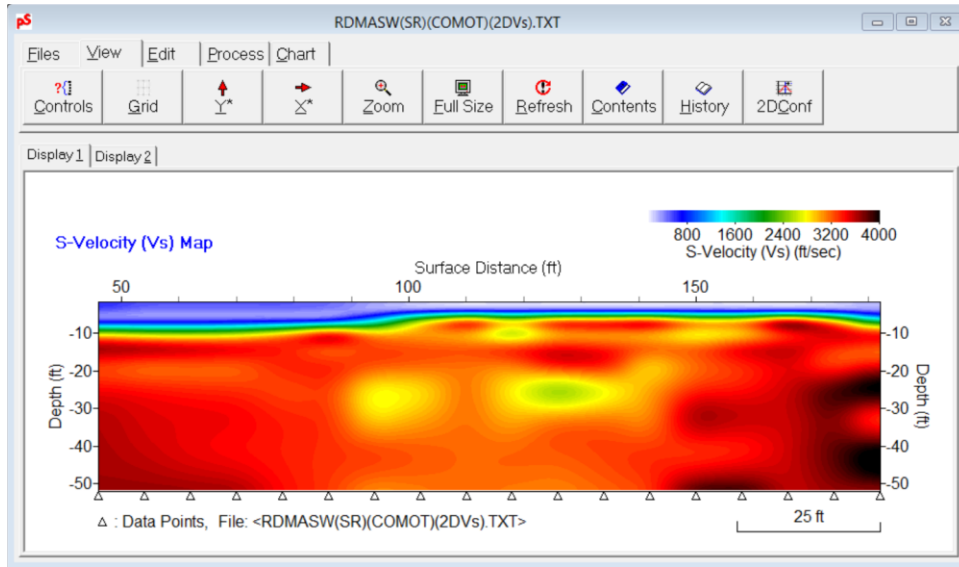 pS RDMASW(SR)(COMOT)(2DVs).TXT
Files View Edit Process Chart
?{} Controls Grid Y* X* Zoom Full Size Refresh Contents History 2DConf
Display 1 Display 2
S-Velocity (Vs) Map
800 1600 2400 3200 4000
S-Velocity (Vs) (ft/sec)
Surface Distance (ft)
50 100 150
-10 -10
-20 -20
-30 -30
-40 -40
-50 -50
Depth (ft)
Depth (ft)
Δ : Data Points, File: <RDMASW(SR)(COMOT)(2DVs).TXT>
25 ft